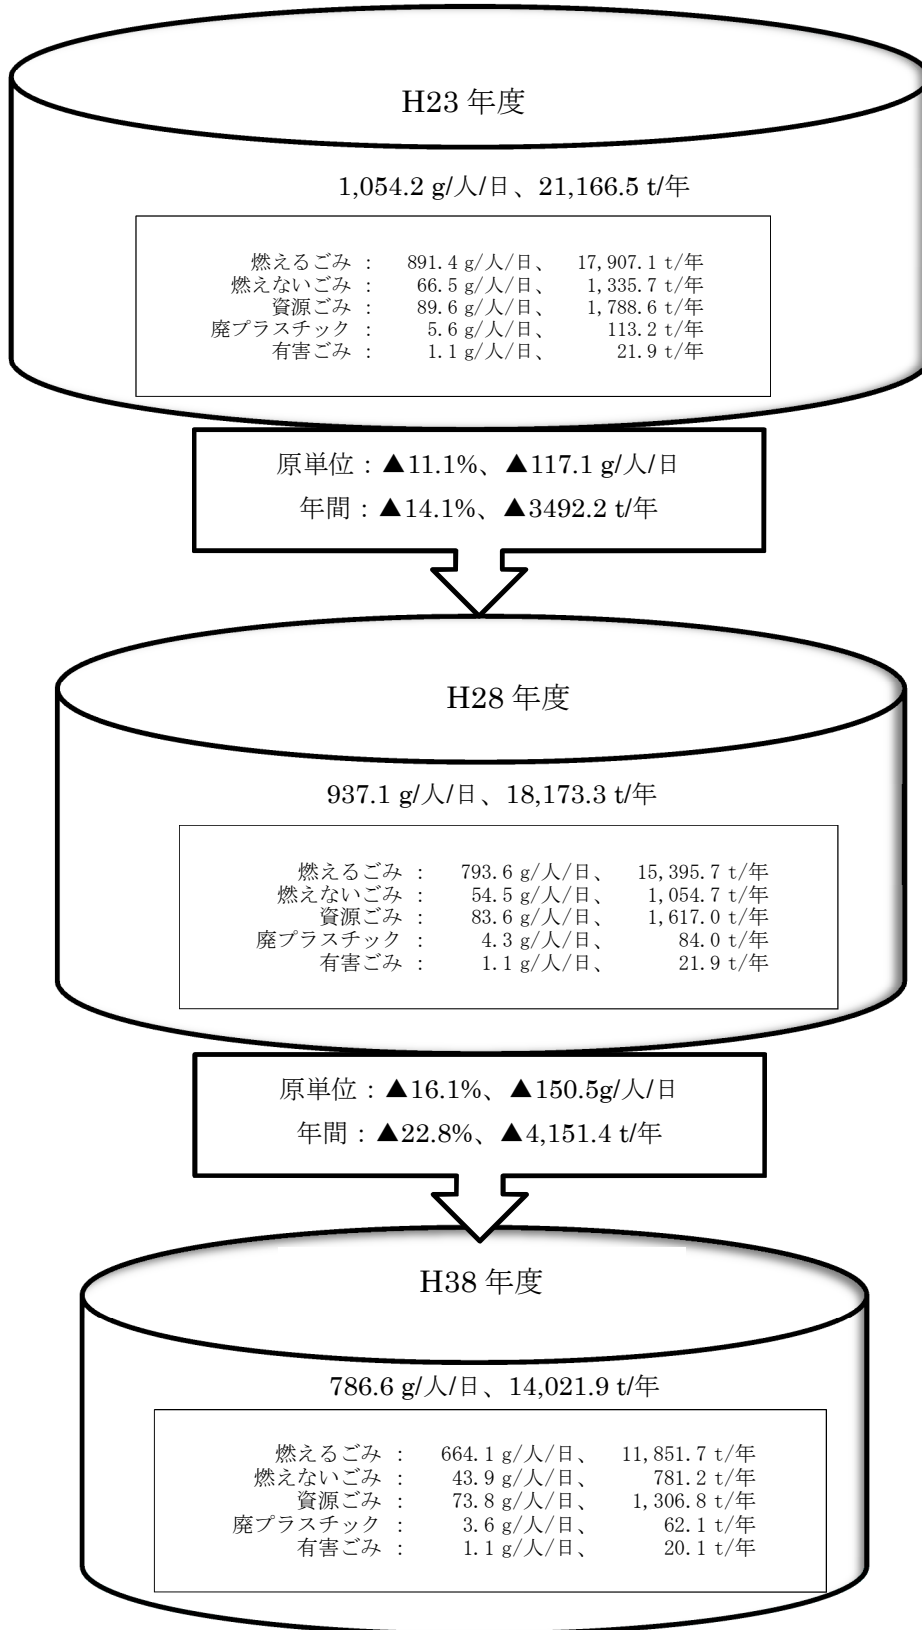 H23 年度
1,054.2 g/人/日、21,166.5 t/年
燃えるごみ : 891.4 g/人/日、 17,907.1 t/年
燃えないごみ : 66.5 g/人/日、 1,335.7 t/年
資源ごみ : 89.6 g/人/日、 1,788.6 t/年
廃プラスチック : 5.6 g/人/日、 113.2 t/年
有害ごみ : 1.1 g/人/日、 21.9 t/年
原単位：▲11.1%、▲117.1 g/人/日
年間：▲14.1%、▲3492.2 t/年
H28 年度
937.1 g/人/日、18,173.3 t/年
燃えるごみ : 793.6 g/人/日、 15,395.7 t/年
燃えないごみ : 54.5 g/人/日、 1,054.7 t/年
資源ごみ : 83.6 g/人/日、 1,617.0 t/年
廃プラスチック : 4.3 g/人/日、 84.0 t/年
有害ごみ : 1.1 g/人/日、 21.9 t/年
原単位：▲16.1%、▲150.5g/人/日
年間：▲22.8%、▲4,151.4 t/年
H38 年度
786.6 g/人/日、14,021.9 t/年
燃えるごみ : 664.1 g/人/日、 11,851.7 t/年
燃えないごみ : 43.9 g/人/日、 781.2 t/年
資源ごみ : 73.8 g/人/日、 1,306.8 t/年
廃プラスチック : 3.6 g/人/日、 62.1 t/年
有害ごみ : 1.1 g/人/日、 20.1 t/年